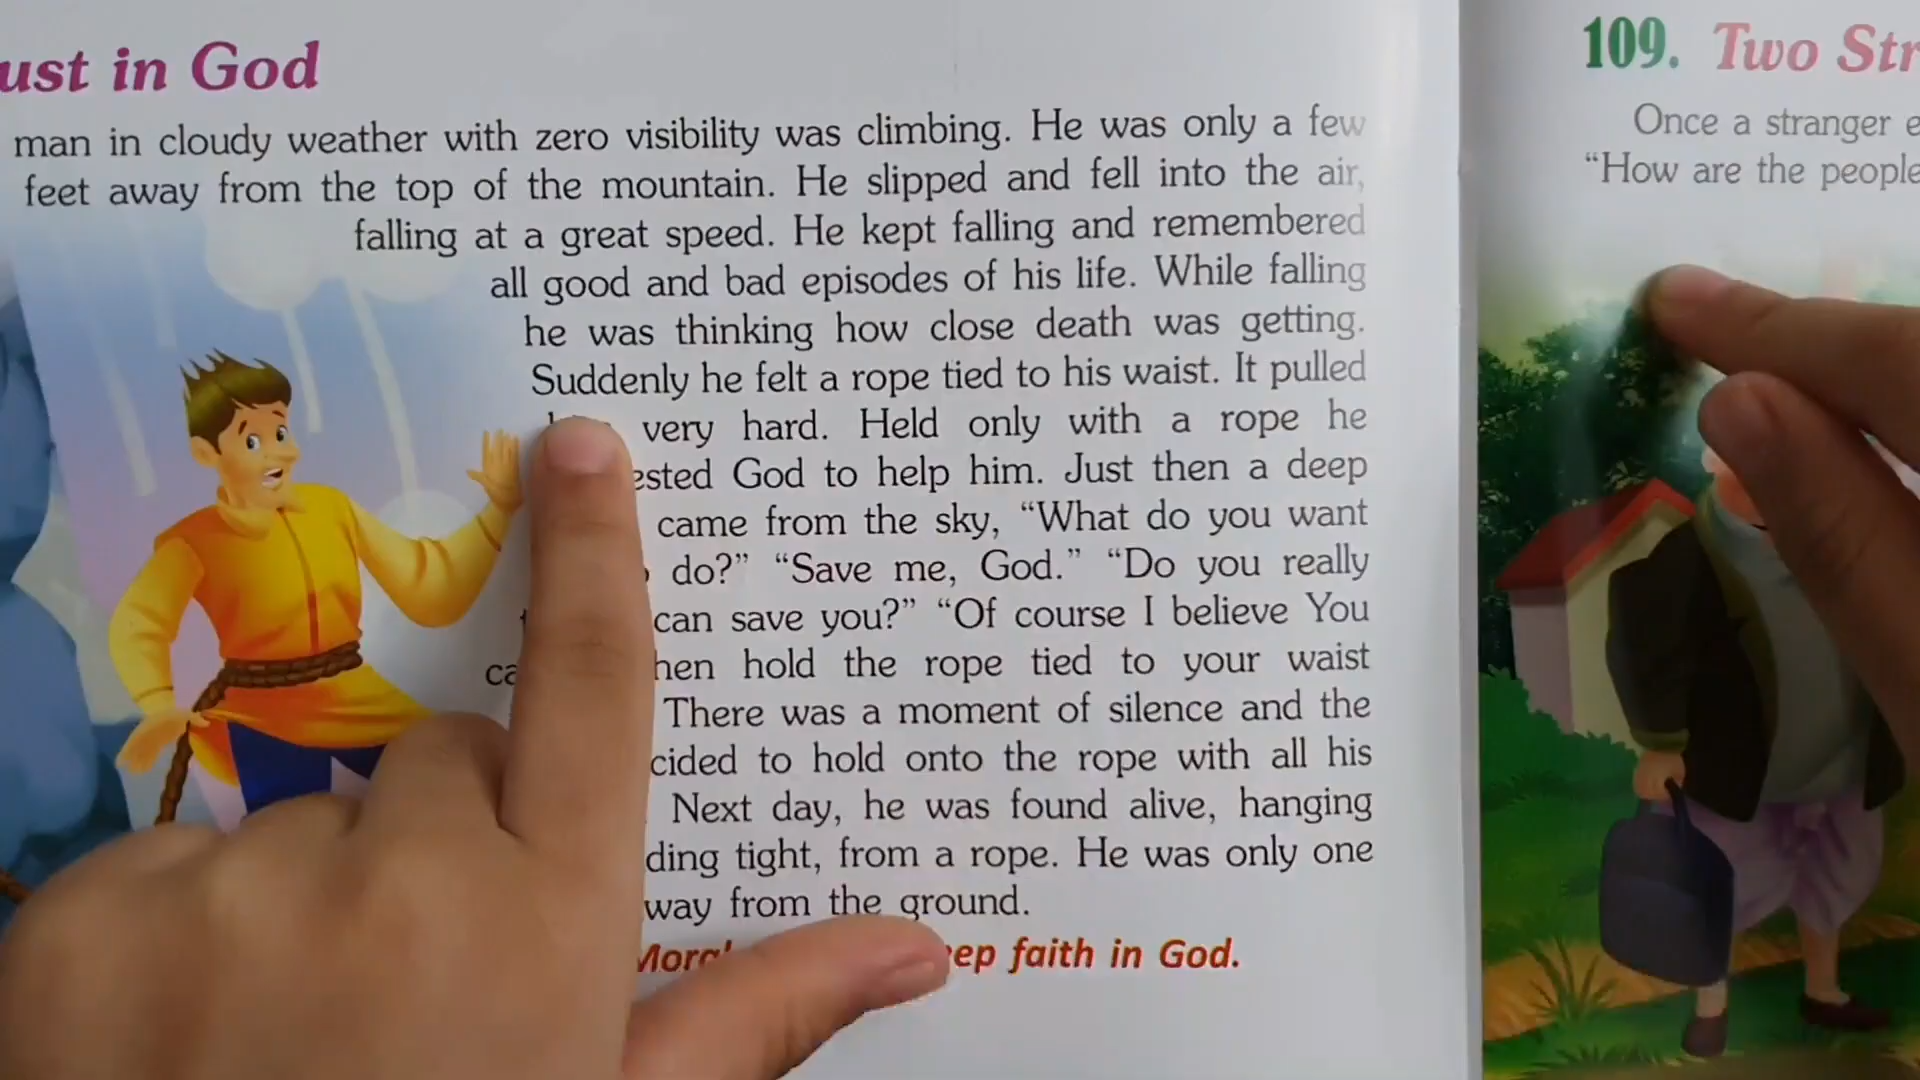 ust in God
man in cloudy weather with zero visibility was climbing. He was only a few
feet away from the top of the mountain. He slipped and fell into the air,
falling at a great speed. He kept falling and remembered
all good and bad episodes of his life. While falling
he was thinking how close death was getting.
Suddenly he felt a rope tied to his waist. It pulled
very hard. Held only with a rope he
ested God to help him. Just then a deep
came from the sky, “What do you want
do?” “Save me, God.” “Do you really
can save you?” “Of course I believe You
ca hen hold the rope tied to your waist
There was a moment of silence and the
cided to hold onto the rope with all his
Next day, he was found alive, hanging
ding tight, from a rope. He was only one
way from the ground.
Moral ep faith in God.
109. Two Str
Once a stranger e
“How are the people